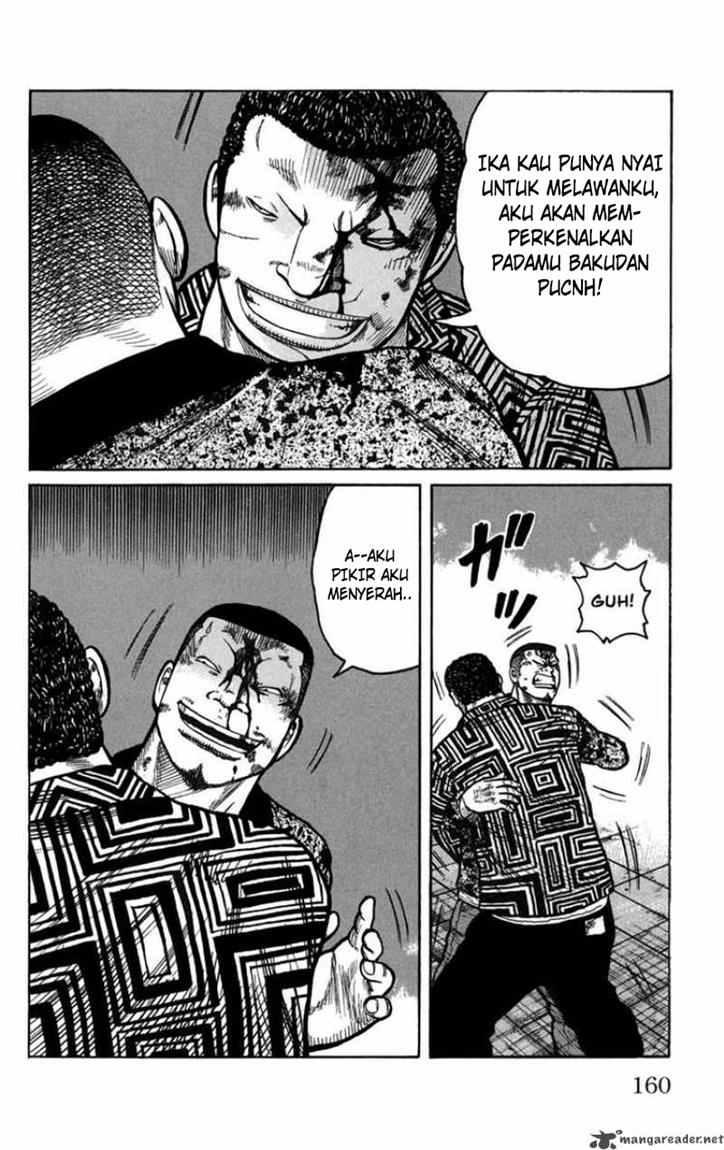 IKA KAU PUNYA NYAI
UNTUK MELAWANKU,
AKU AKAN MEM-
PERKENALKAN
PADAMU BAKUDAN
PUCNH!
ガッ
GUH!
A--AKU
PIKIR AKU
MENYERAH..
160
mangareader.net